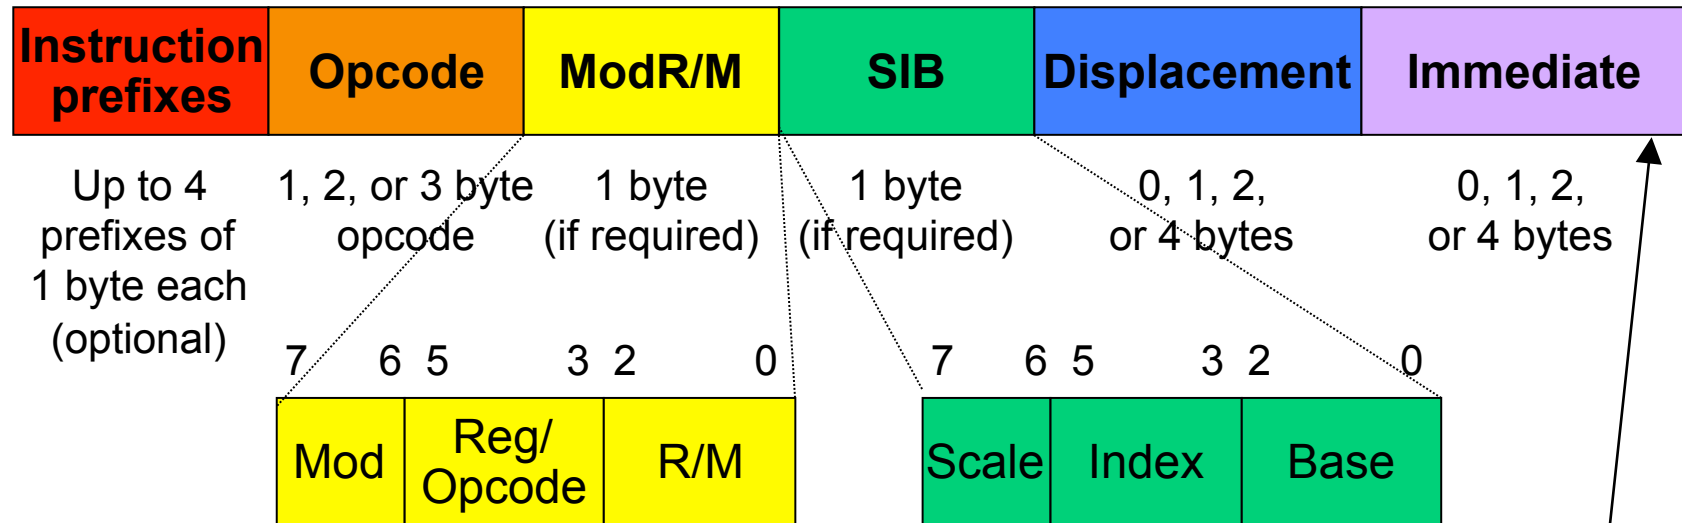 Instruction
prefixes
Opcode
ModR/M
SIB
Displacement
Immediate
Up to 4
prefixes of
1 byte each
(optional)
1, 2, or 3 byte
opcode
1 byte
(if required)
1 byte
(if required)
0, 1, 2,
or 4 bytes
0, 1, 2,
or 4 bytes
7 6 5 3 2 0
Mod
Reg/
Opcode
R/M
7 6 5 3 2 0
Scale
Index
Base